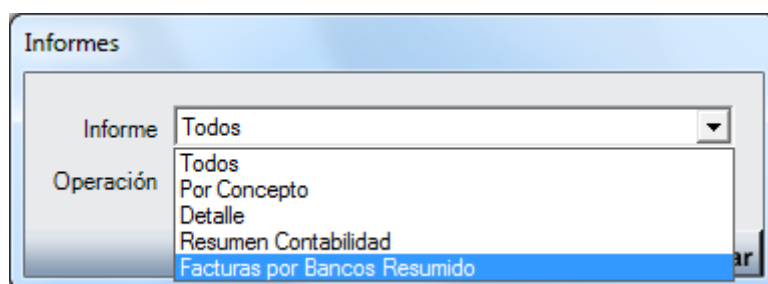 Informes
Informe Todos
Todos
Operación Por Concepto
Detalle
Resumen Contabilidad
Facturas por Bancos Resumido